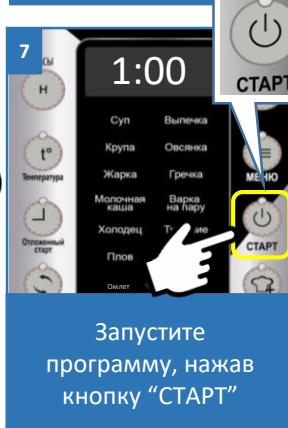 СТАРТ
7
Н
1:00
Суп Выпечка
Крупа Овсянка
Жарка Гречка
Молочная каша Варка на пару
Холодец
Плов
Омлет
t°
Температура
МЕНЮ
Отложенный
старт
СТАРТ
Запустите
программу, нажав
кнопку “СТАРТ”